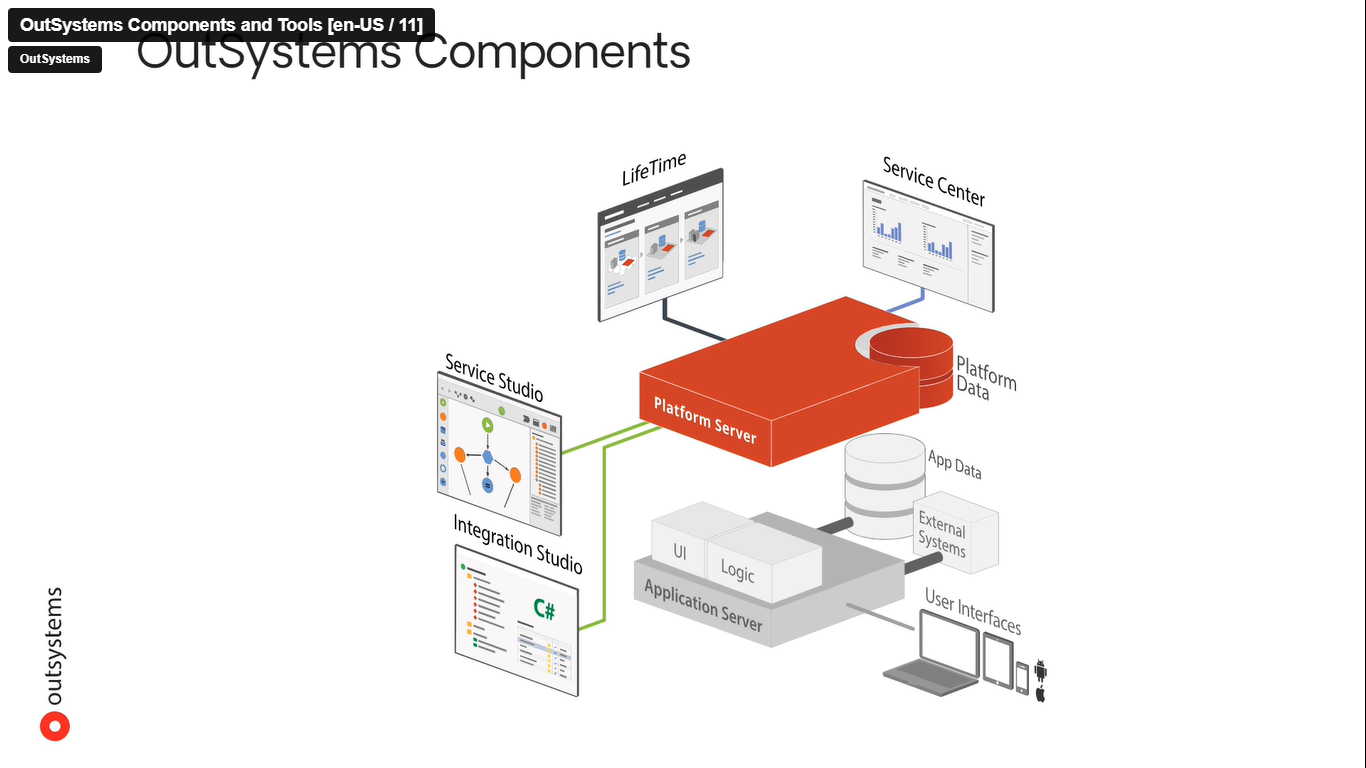 OutSystems Components and Tools [en-US / 11]
OutSystems
OutSystems Components
LifeTime
Service Center
Service Studio
Platform Server
Platform
Data
App Data
Integration Studio
C#
UI
Logic
External
Systems
Application Server
User Interfaces
outsystems